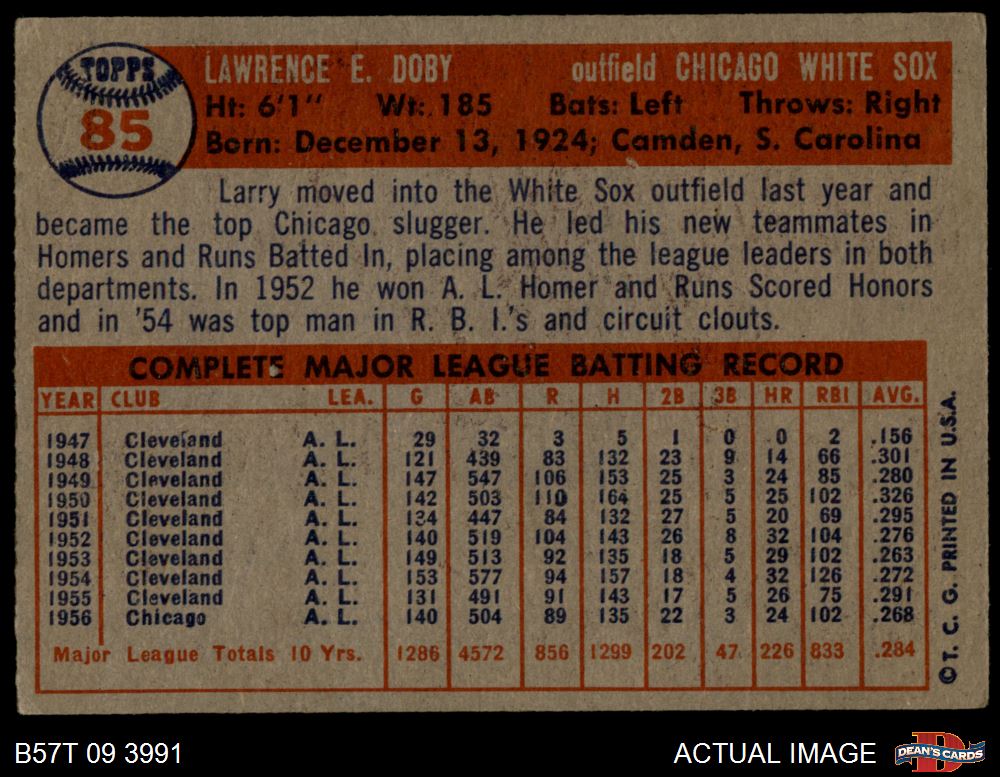 TOPPS
85
LAWRENCE E. DOBY outfield CHICAGO WHITE SOX
Ht: 6'1" Wt: 185 Bats: Left Throws: Right
Born: December 13, 1924; Camden, S. Carolina
Larry moved into the White Sox outfield last year and
became the top Chicago slugger. He led his new teammates in
Homers and Runs Batted In, placing among the league leaders in both
departments. In 1952 he won A. L. Homer and Runs Scored Honors
and in '54 was top man in R. B. I.'s and circuit clouts.
COMPLETE MAJOR LEAGUE BATTING RECORD
YEAR CLUB LEA. G AB R H 2B 3B HR RBI AVG.
1947 Cleveland A. L. 29 32 3 5 1 0 0 2 .156
1948 Cleveland A. L. 121 439 83 132 23 9 14 66 .301
1949 Cleveland A. L. 147 547 106 153 25 3 24 85 .280
1950 Cleveland A. L. 142 503 110 164 25 5 25 102 .326
1951 Cleveland A. L. 134 447 84 132 27 5 20 69 .295
1952 Cleveland A. L. 140 519 104 143 26 8 32 104 .276
1953 Cleveland A. L. 149 513 92 135 18 5 29 102 .263
1954 Cleveland A. L. 153 577 94 157 18 4 32 126 .272
1955 Cleveland A. L. 131 491 91 143 17 5 26 75 .291
1956 Chicago A. L. 140 504 89 135 22 3 24 102 .268
Major League Totals 10 Yrs. 1286 4572 856 1299 202 47 226 833 .284
©T. C. G. PRINTED IN U.S.A.
B57T 09 3991 ACTUAL IMAGE
D
DEAN'S CARDS